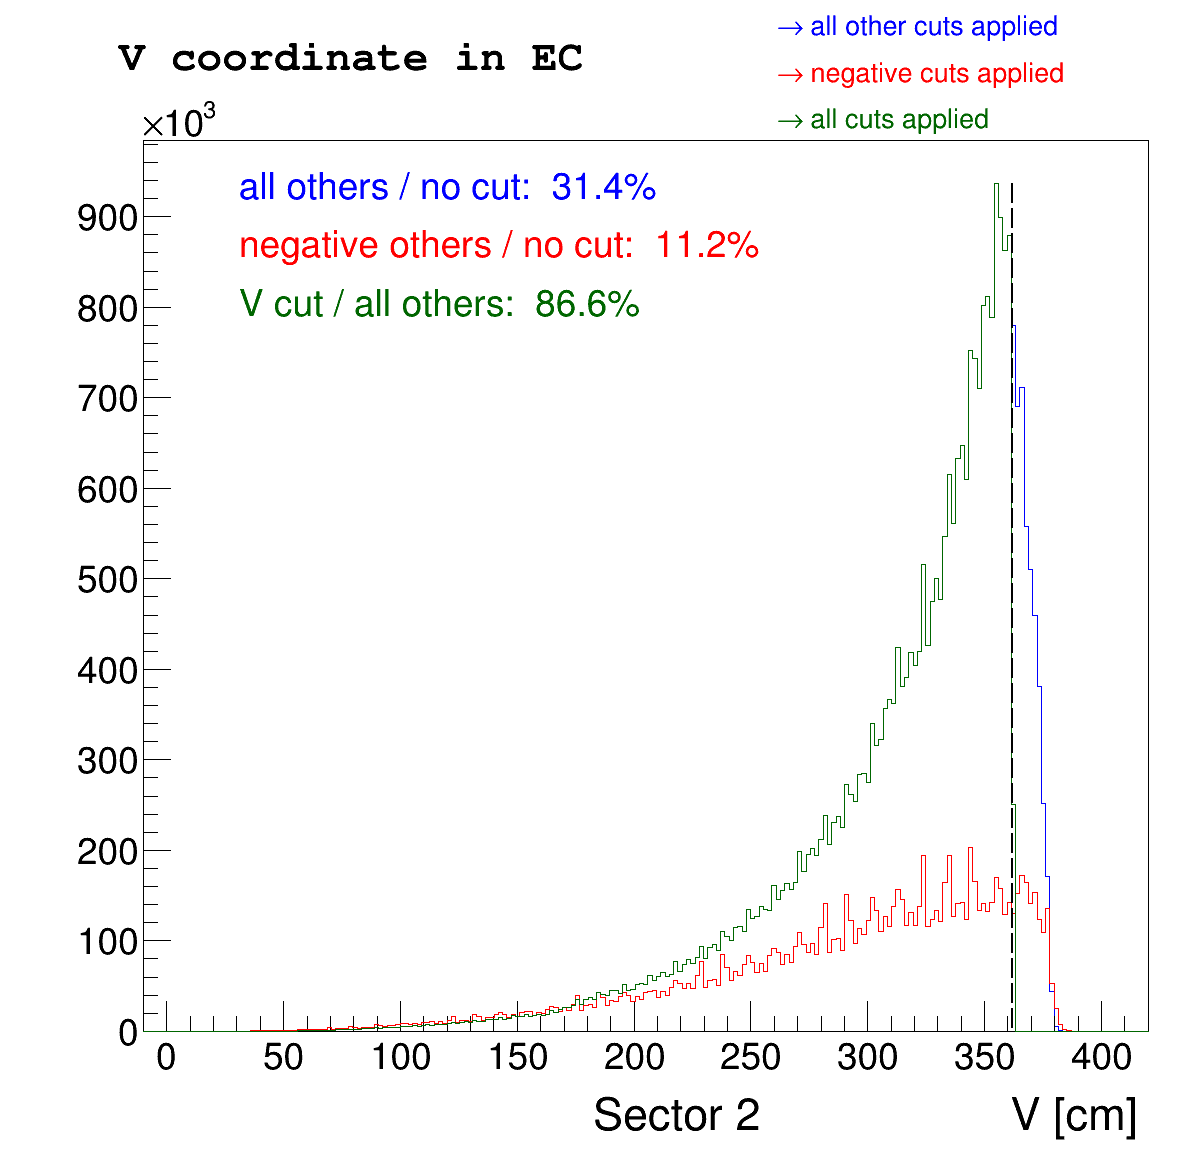 → all other cuts applied
V coordinate in EC
→ negative cuts applied
×10³
→ all cuts applied
all others / no cut: 31.4%
negative others / no cut: 11.2%
V cut / all others: 86.6%
900
800
700
600
500
400
300
200
100
0
0 50 100 150 200 250 300 350 400
Sector 2
V [cm]